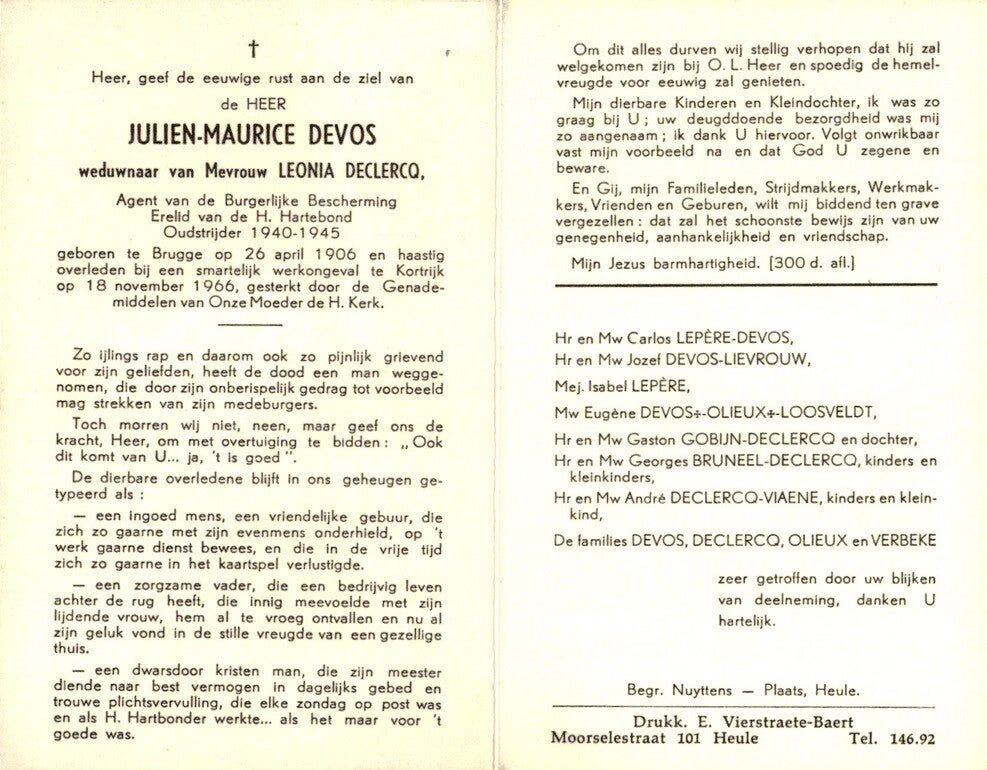 †
Heer, geef de eeuwige rust aan de ziel van
de HEER
JULIEN-MAURICE DEVOS
weduwnaar van Mevrouw LEONIA DECLERCQ,
Agent van de Burgerlijke Bescherming
Erelid van de H. Hartebond
Oudstrijder 1940-1945
geboren te Brugge op 26 april 1906 en haastig
overleden bij een smartelijk werkongeval te Kortrijk
op 18 november 1966, gesterkt door de Genade-
middelen van Onze Moeder de H. Kerk.
Zo ijlings rap en daarom ook zo pijnlijk grievend
voor zijn geliefden, heeft de dood een man wegge-
nomen, die door zijn onberispelijk gedrag tot voorbeeld
mag strekken van zijn medeburgers.
Toch morren wij niet, neen, maar geef ons de
kracht, Heer, om met overtuiging te bidden : „Ook
dit komt van U... ja, 't is goed ".
De dierbare overledene blijft in ons geheugen ge-
typeerd als :
— een ingoed mens, een vriendelijke gebuur, die
zich zo gaarne met zijn evenmens onderhield, op 't
werk gaarne dienst bewees, en die in de vrije tijd
zich zo gaarne in het kaartspel verlustigde.
— een zorgzame vader, die een bedrijvig leven
achter de rug heeft, die innig meevoelde met zijn
lijdende vrouw, hem al te vroeg ontvallen en nu al
zijn geluk vond in de stille vreugde van een gezellige
thuis.
— een dwarsdoor kristen man, die zijn meester
diende naar best vermogen in dagelijks gebed en
trouwe plichtsvervulling, die elke zondag op post was
en als H. Hartbonder werkte... als het maar voor 't
goede was.
Om dit alles durven wij stellig verhopen dat hij zal
welgekomen zijn bij O. L. Heer en spoedig de hemel-
vreugde voor eeuwig zal genieten.
Mijn dierbare Kinderen en Kleindochter, ik was zo
graag bij U ; uw deugddoende bezorgdheid was mij
zo aangenaam ; ik dank U hiervoor. Volgt onwrikbaar
vast mijn voorbeeld na en dat God U zegene en
beware.
En Gij, mijn Familieleden, Strijdmakkers, Werkmak-
kers, Vrienden en Geburen, wilt mij biddend ten grave
vergezellen : dat zal het schoonste bewijs zijn van uw
genegenheid, aanhankelijkheid en vriendschap.
Mijn Jezus barmhartigheid. [300 d. afl.]
Hr en Mw Carlos LEPÈRE-DEVOS,
Hr en Mw Jozef DEVOS-LIEVROUW,
Mej. Isabel LEPÈRE,
Mw Eugène DEVOS÷-OLIEUX÷-LOOSVELDT,
Hr en Mw Gaston GOBIJN-DECLERCQ en dochter,
Hr en Mw Georges BRUNEEL-DECLERCQ, kinders en
kleinkinders,
Hr en Mw André DECLERCQ-VIAENE, kinders en klein-
kind,
De families DEVOS, DECLERCQ, OLIEUX en VERBEKE
zeer getroffen door uw blijken
van deelneming, danken U
hartelijk.
Begr. Nuyttens — Plaats, Heule.
Drukk. E. Vierstraete-Baert
Moorselestraat 101 Heule Tel. 146.92